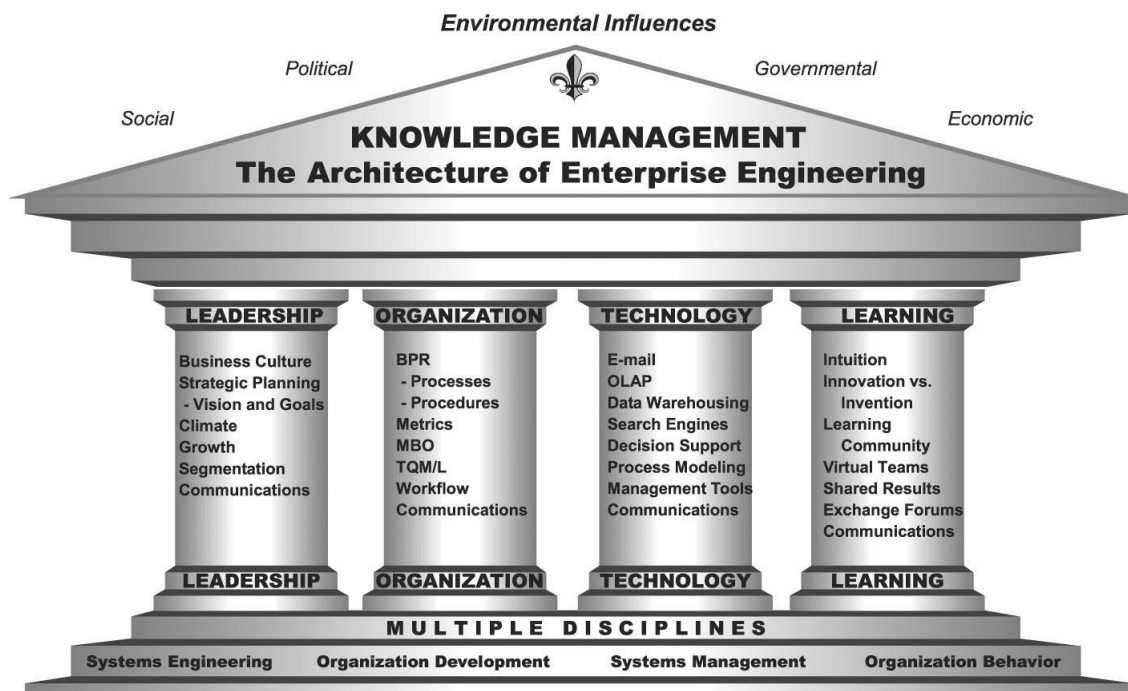 Environmental Influences
Political
Governmental
Social
Economic
KNOWLEDGE MANAGEMENT
The Architecture of Enterprise Engineering
LEADERSHIP
Business Culture
Strategic Planning
- Vision and Goals
Climate
Growth
Segmentation
Communications
LEADERSHIP
ORGANIZATION
BPR
- Processes
- Procedures
Metrics
MBO
TQM/L
Workflow
Communications
ORGANIZATION
TECHNOLOGY
E-mail
OLAP
Data Warehousing
Search Engines
Decision Support
Process Modeling
Management Tools
Communications
TECHNOLOGY
LEARNING
Intuition
Innovation vs.
Invention
Learning
Community
Virtual Teams
Shared Results
Exchange Forums
Communications
LEARNING
MULTIPLE DISCIPLINES
Systems Engineering
Organization Development
Systems Management
Organization Behavior